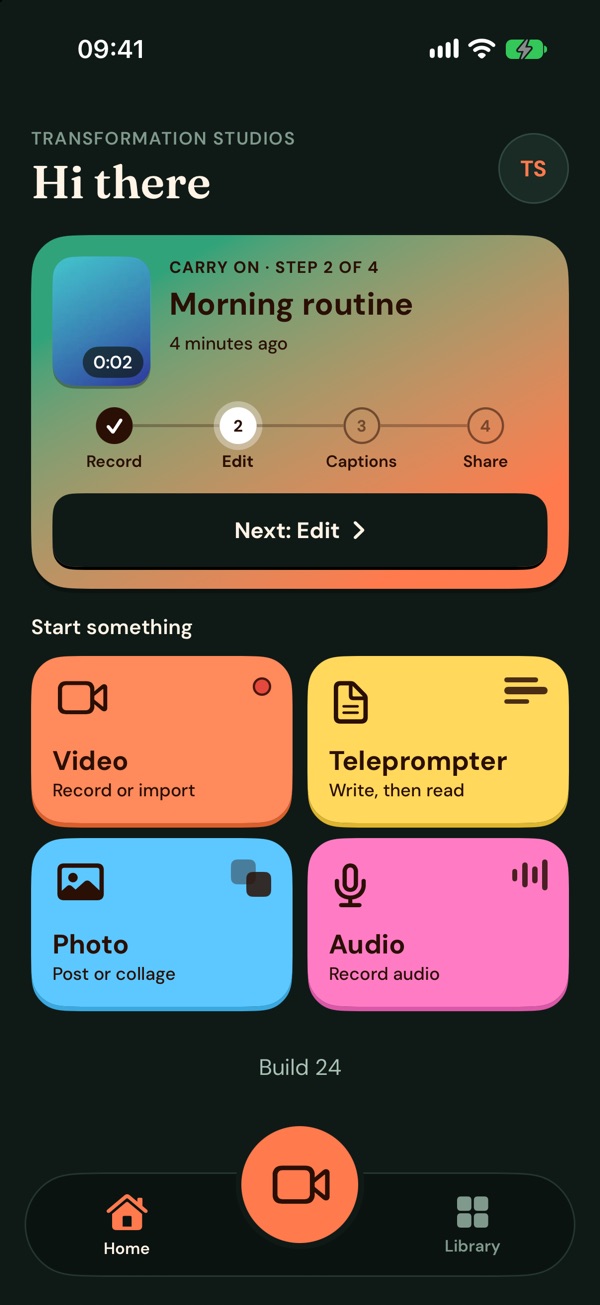 09:41
TRANSFORMATION STUDIOS
Hi there
TS
CARRY ON · STEP 2 OF 4
Morning routine
4 minutes ago
0:02
2
3
4
Record
Edit
Captions
Share
Next: Edit
Start something
Video
Record or import
Teleprompter
Write, then read
Photo
Post or collage
Audio
Record audio
Build 24
Home
Library